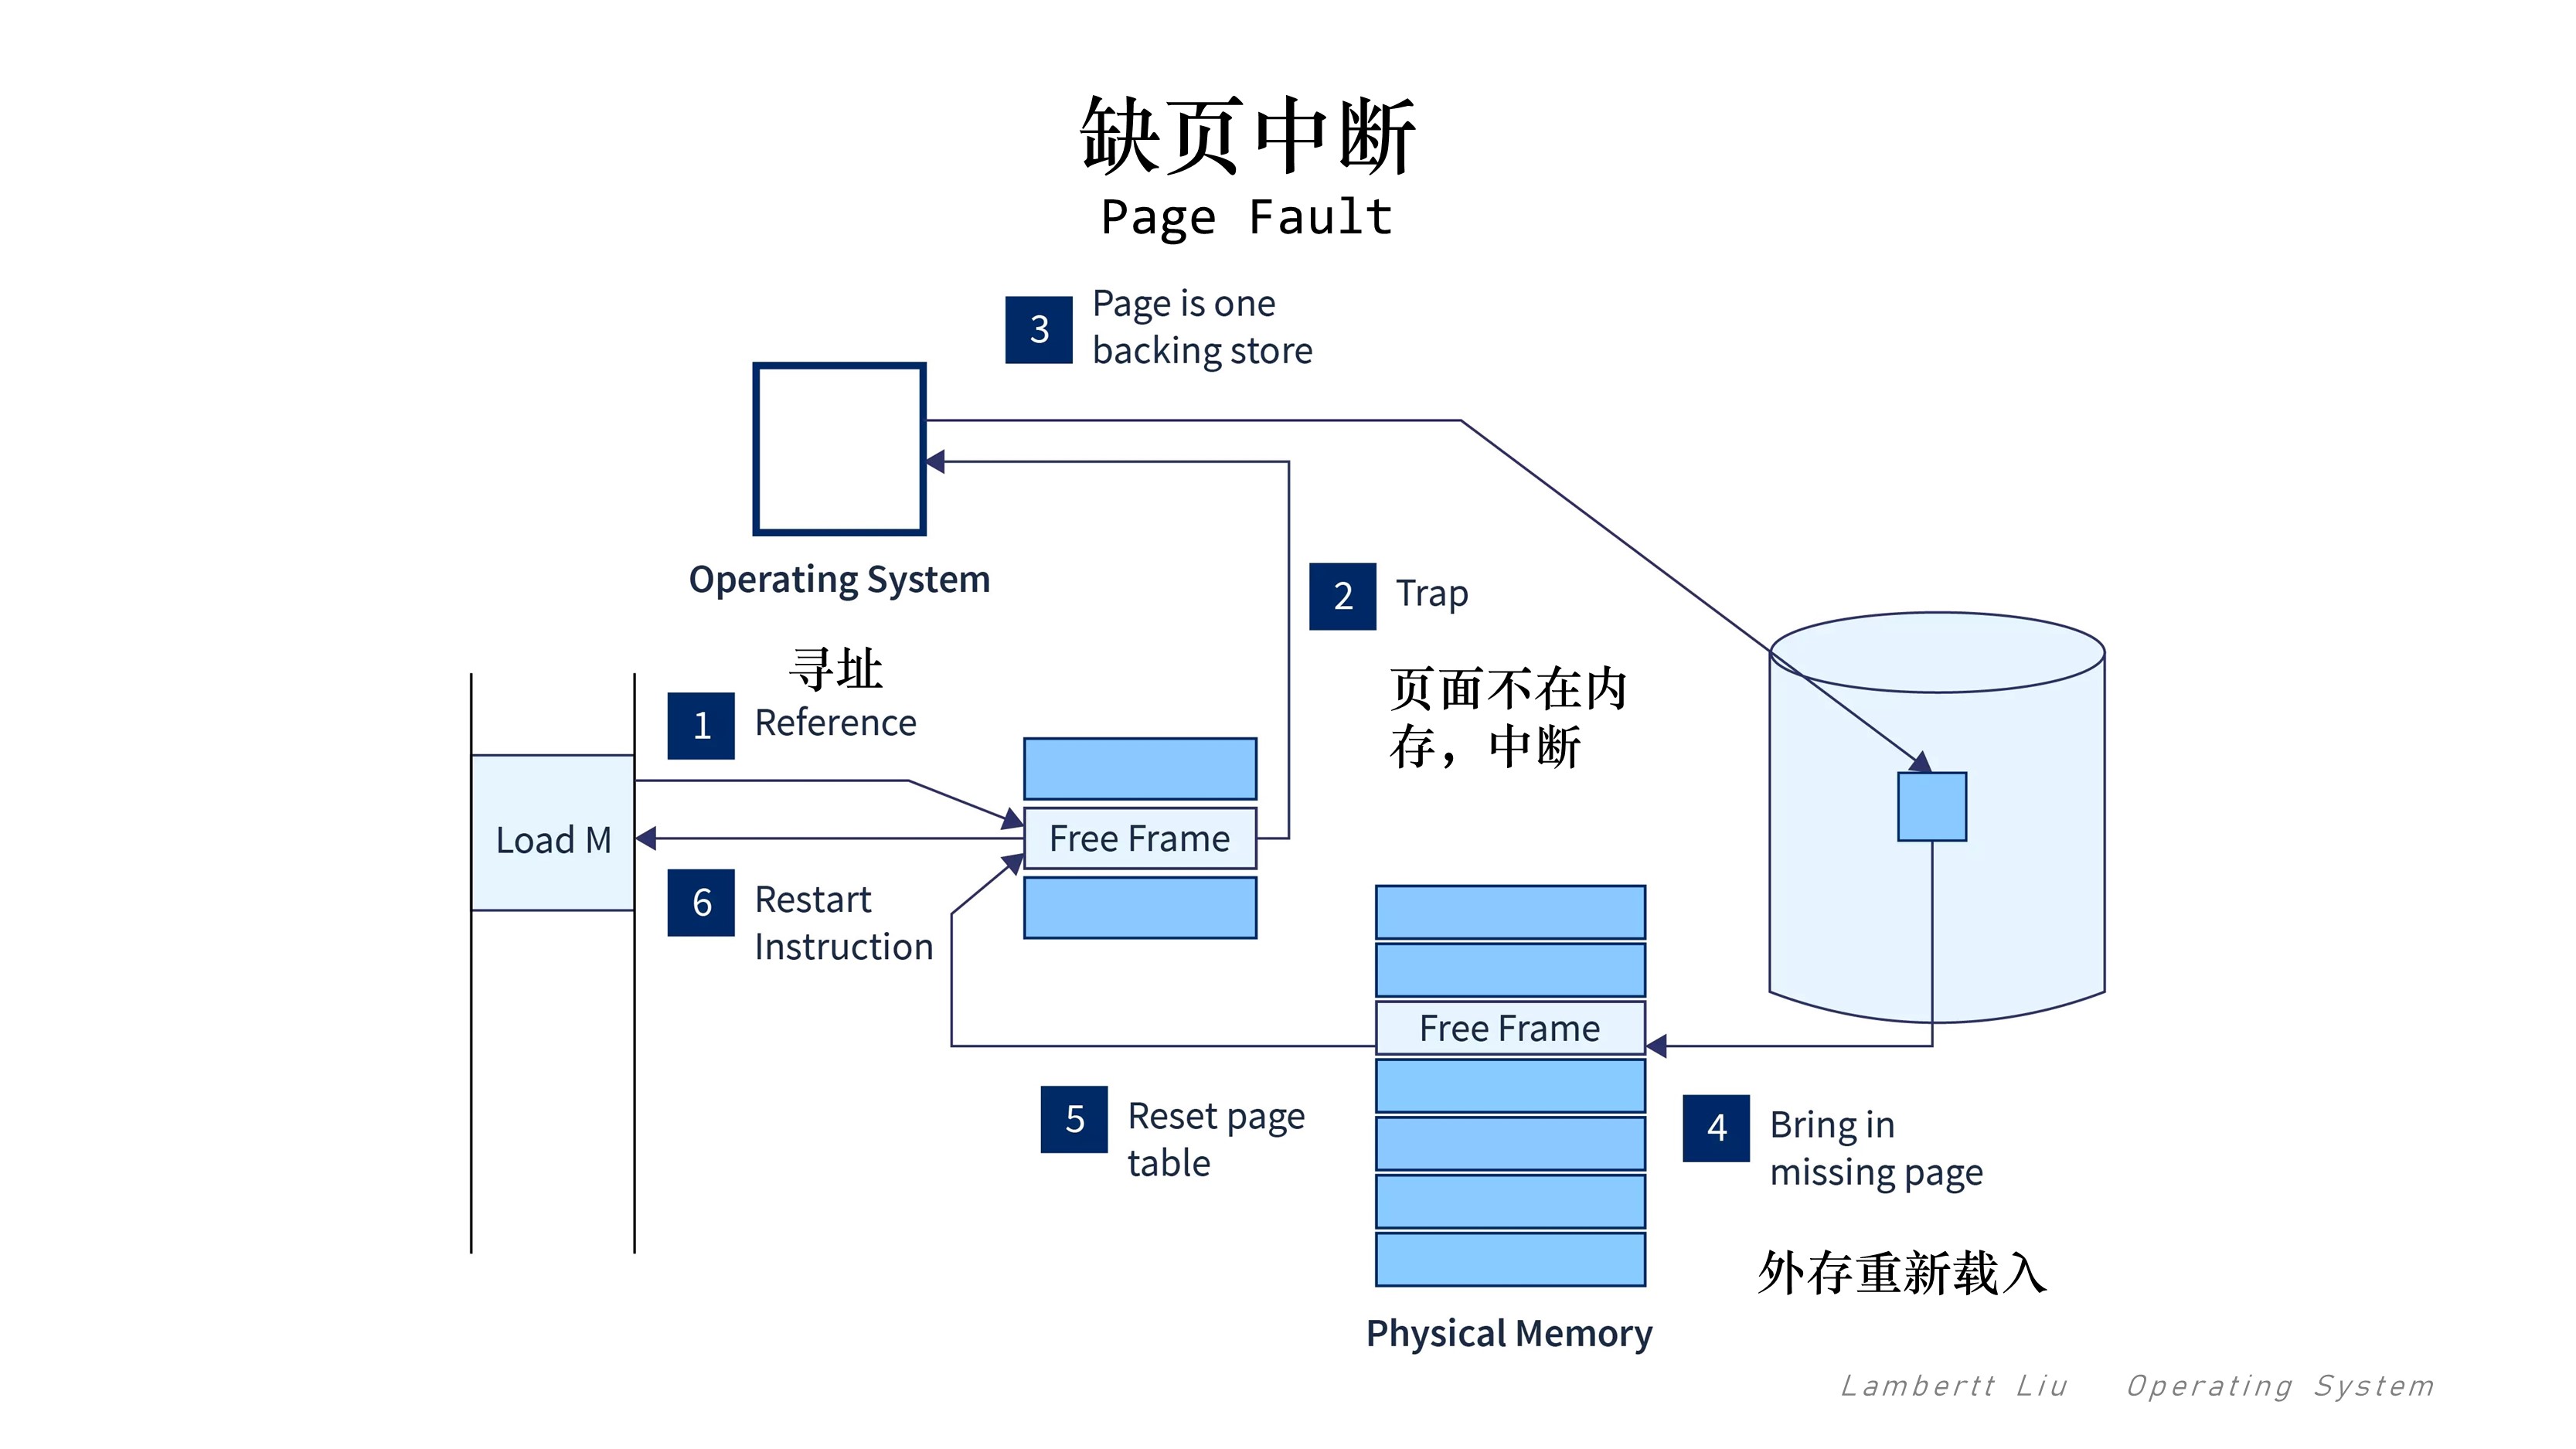 缺页中断
Page Fault
3
Page is one
backing store
Operating System
2
Trap
页面不在内
存，中断
寻址
1
Reference
Load M
Free Frame
6
Restart
Instruction
Free Frame
5
Reset page
table
4
Bring in
missing page
外存重新载入
Physical Memory
Lambertt Liu Operating System